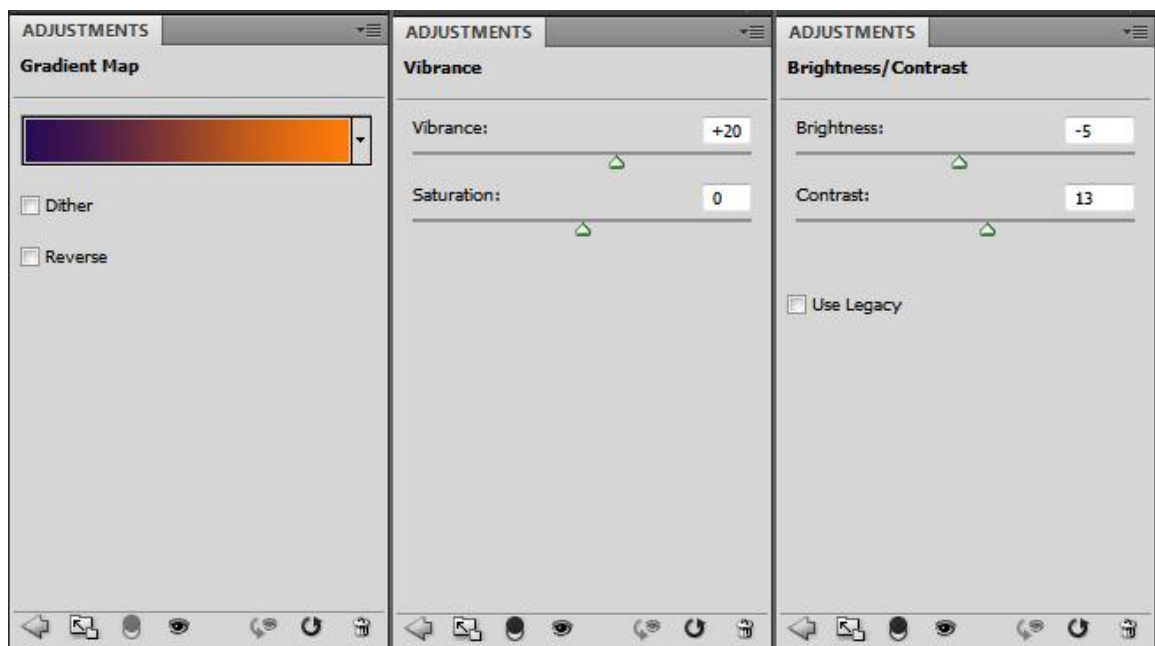 ADJUSTMENTS
Gradient Map
Dither
Reverse
ADJUSTMENTS
Vibrance
Vibrance: +20
Saturation: 0
ADJUSTMENTS
Brightness/Contrast
Brightness: -5
Contrast: 13
Use Legacy